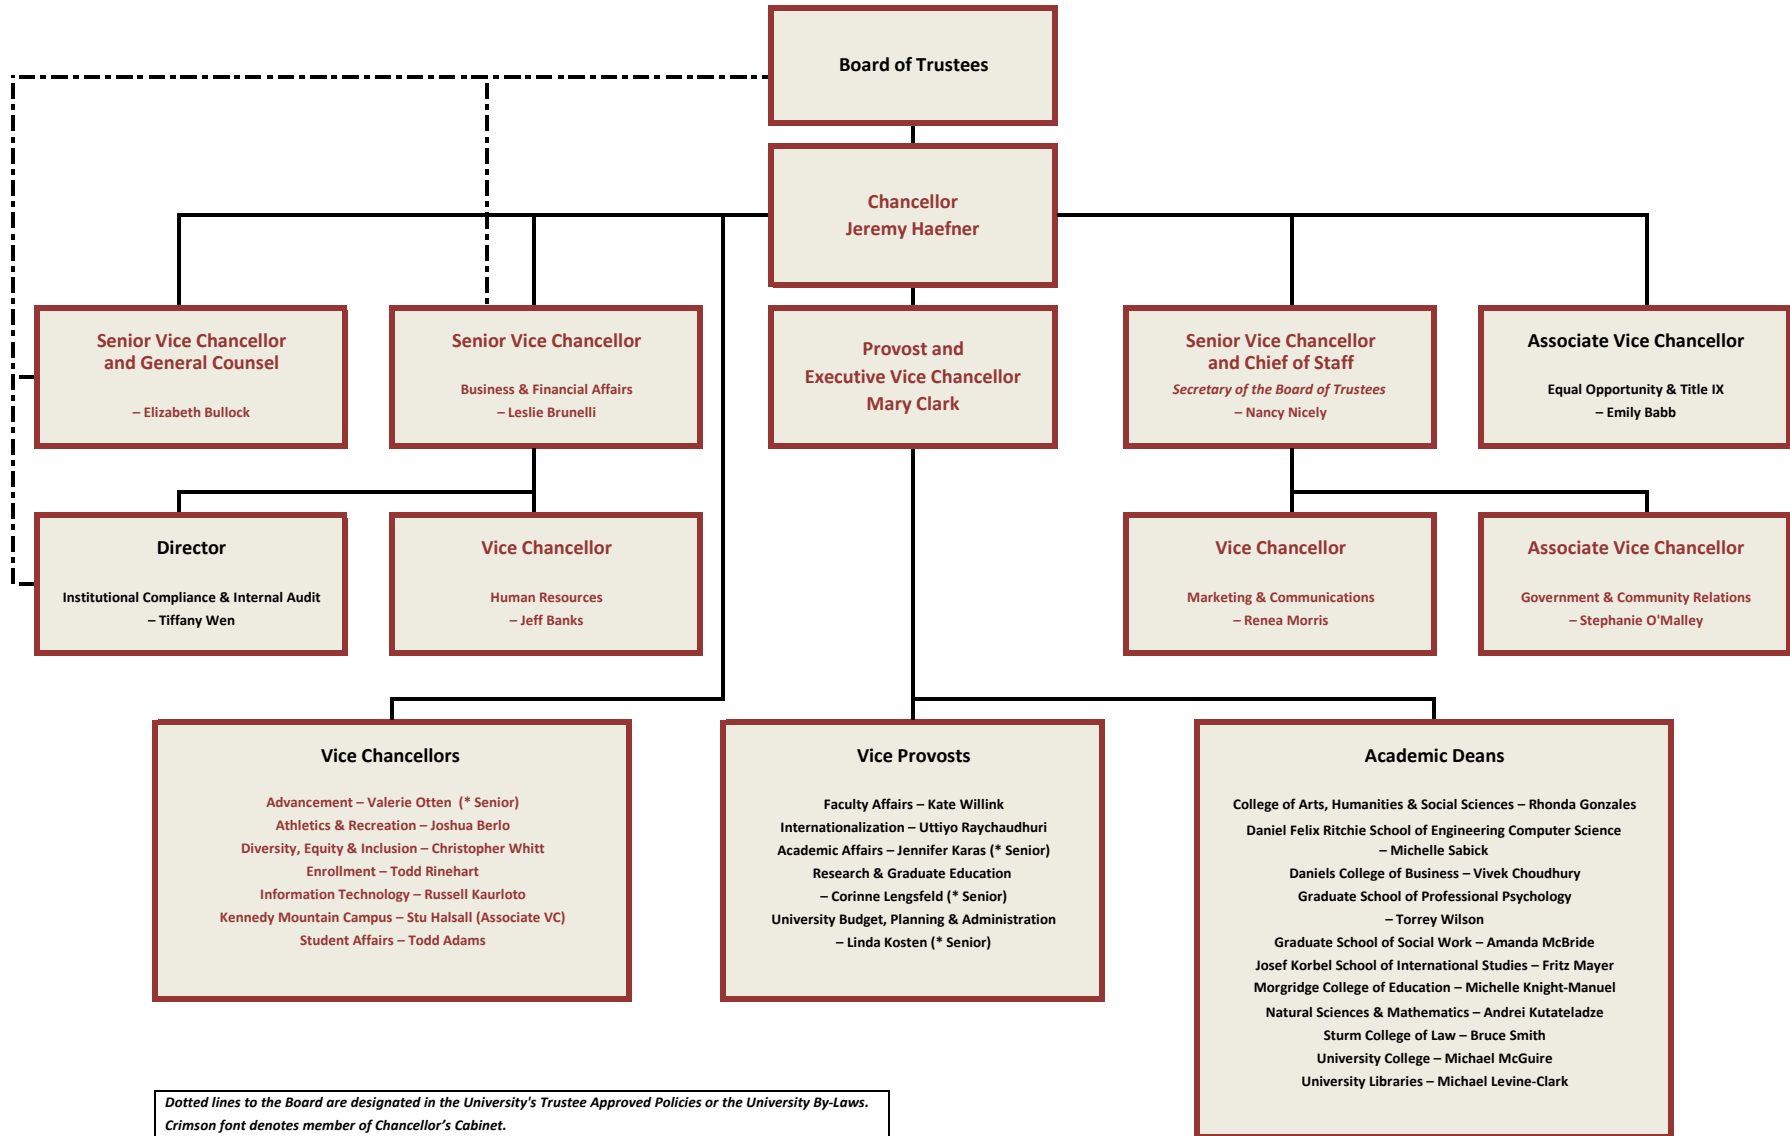 Board of Trustees
Chancellor
Jeremy Haefner
Senior Vice Chancellor
and General Counsel
– Elizabeth Bullock
Senior Vice Chancellor
Business & Financial Affairs
– Leslie Brunelli
Provost and
Executive Vice Chancellor
Mary Clark
Senior Vice Chancellor
and Chief of Staff
Secretary of the Board of Trustees
– Nancy Nicely
Associate Vice Chancellor
Equal Opportunity & Title IX
– Emily Babb
Director
Institutional Compliance & Internal Audit
– Tiffany Wen
Vice Chancellor
Human Resources
– Jeff Banks
Vice Chancellor
Marketing & Communications
– Renea Morris
Associate Vice Chancellor
Government & Community Relations
– Stephanie O'Malley
Vice Chancellors
Advancement – Valerie Otten (* Senior)
Athletics & Recreation – Joshua Berlo
Diversity, Equity & Inclusion – Christopher Whitt
Enrollment – Todd Rinehart
Information Technology – Russell Kaurloto
Kennedy Mountain Campus – Stu Halsall (Associate VC)
Student Affairs – Todd Adams
Vice Provosts
Faculty Affairs – Kate Willink
Internationalization – Uttiyo Raychaudhuri
Academic Affairs – Jennifer Karas (* Senior)
Research & Graduate Education
– Corinne Lengsfeld (* Senior)
University Budget, Planning & Administration
– Linda Kosten (* Senior)
Academic Deans
College of Arts, Humanities & Social Sciences – Rhonda Gonzales
Daniel Felix Ritchie School of Engineering Computer Science
– Michelle Sabick
Daniels College of Business – Vivek Choudhury
Graduate School of Professional Psychology
– Torrey Wilson
Graduate School of Social Work – Amanda McBride
Josef Korbel School of International Studies – Fritz Mayer
Morgridge College of Education – Michelle Knight-Manuel
Natural Sciences & Mathematics – Andrei Kutateladze
Sturm College of Law – Bruce Smith
University College – Michael McGuire
University Libraries – Michael Levine-Clark
Dotted lines to the Board are designated in the University's Trustee Approved Policies or the University By-Laws.
Crimson font denotes member of Chancellor’s Cabinet.